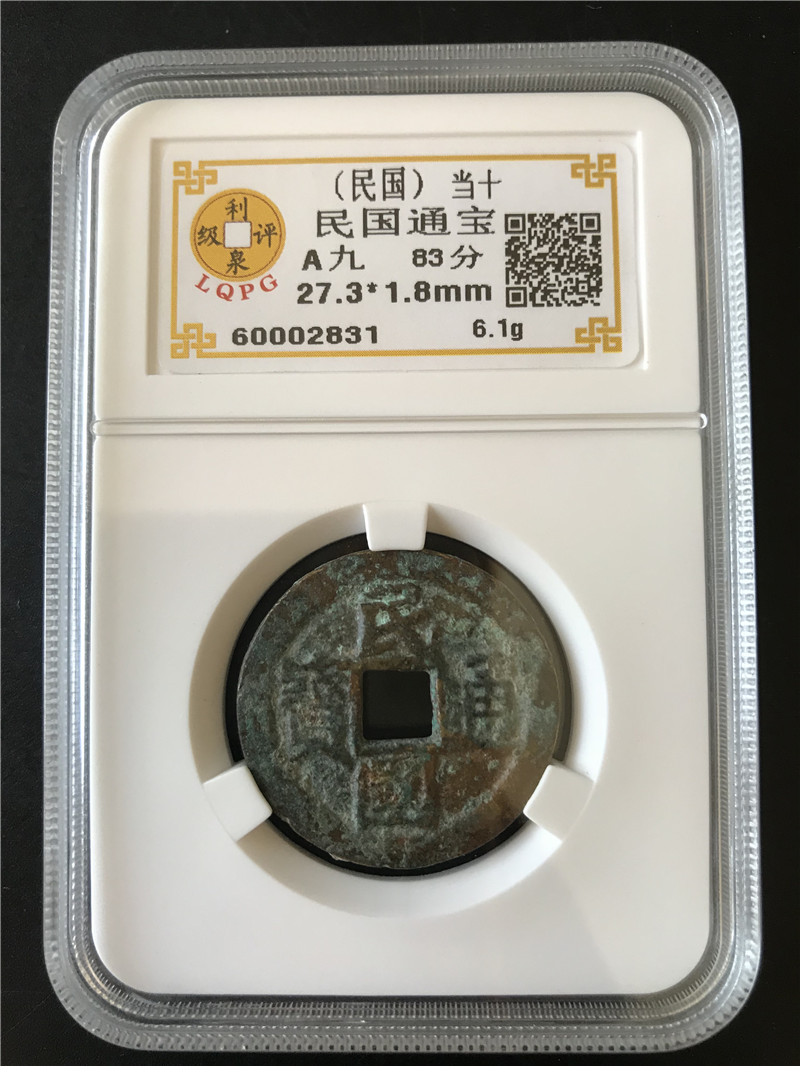 （民国）当十
民国通宝
A九 83分
27.3*1.8mm
60002831 6.1g
利泉评级
LQPG
民國通寶